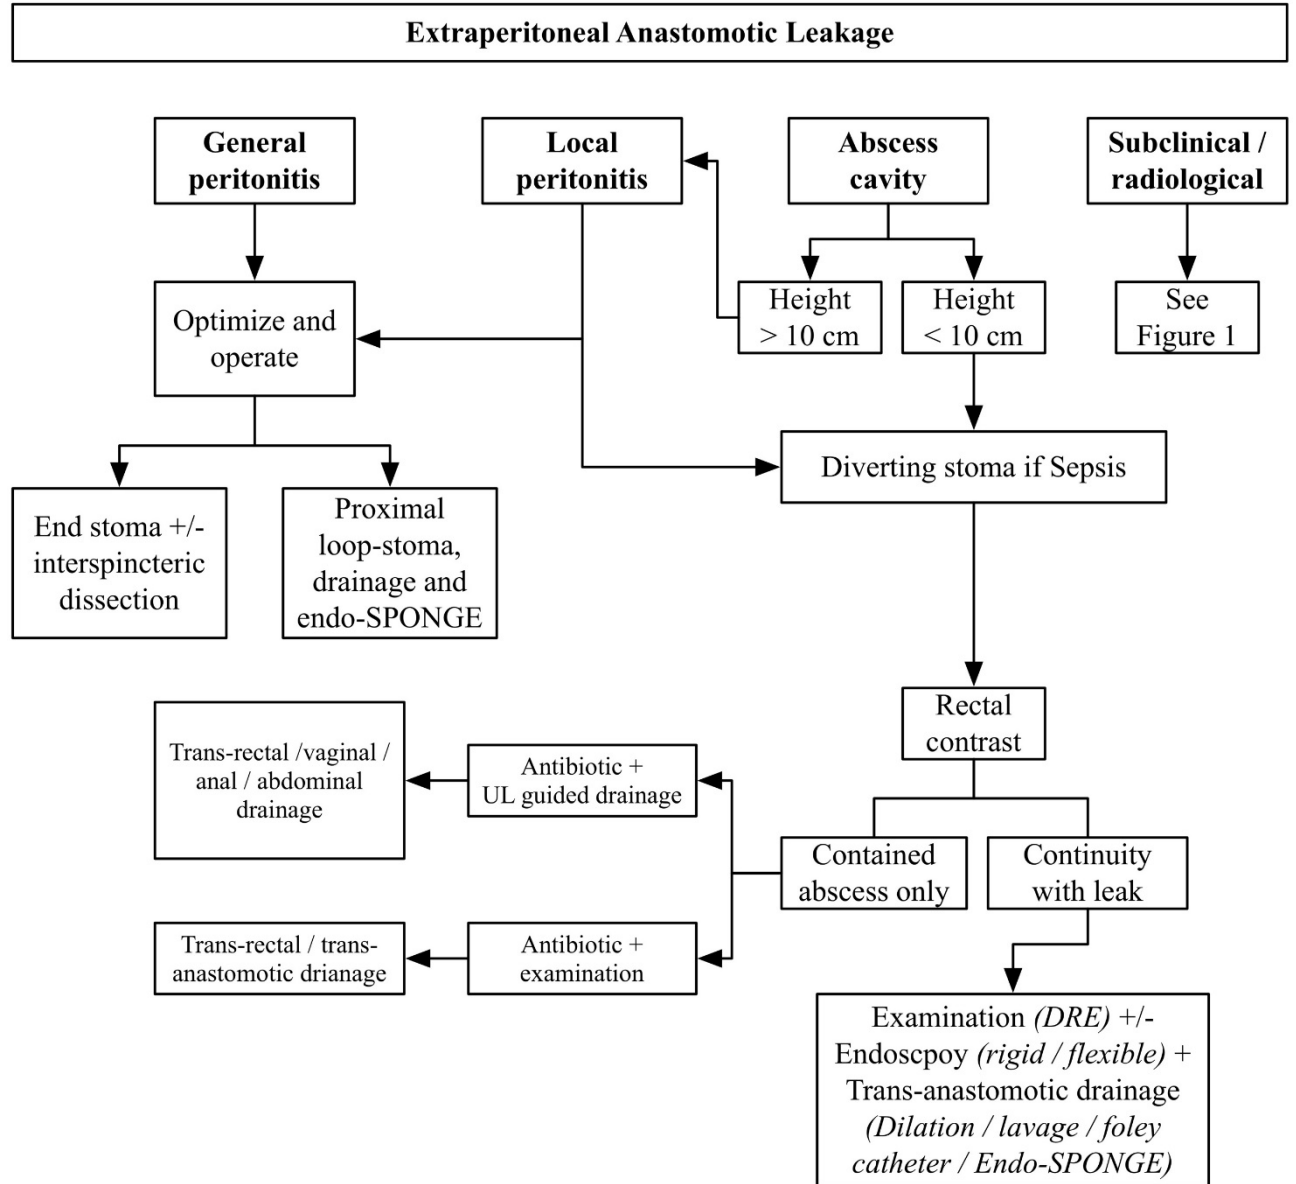 Extraperitoneal Anastomotic Leakage
General
peritonitis
Local
peritonitis
Abscess
cavity
Subclinical /
radiological
Optimize and
operate
Height
> 10 cm
Height
< 10 cm
See
Figure 1
Diverting stoma if Sepsis
End stoma +/-
interspincteric
dissection
Proximal
loop-stoma,
drainage and
endo-SPONGE
Rectal
contrast
Trans-rectal /vaginal /
anal / abdominal
drainage
Antibiotic +
UL guided drainage
Contained
abscess only
Continuity
with leak
Trans-rectal / trans-
anastomotic drianage
Antibiotic +
examination
Examination (DRE) +/-
Endoscpoy (rigid / flexible) +
Trans-anastomotic drainage
(Dilation / lavage / foley
catheter / Endo-SPONGE)